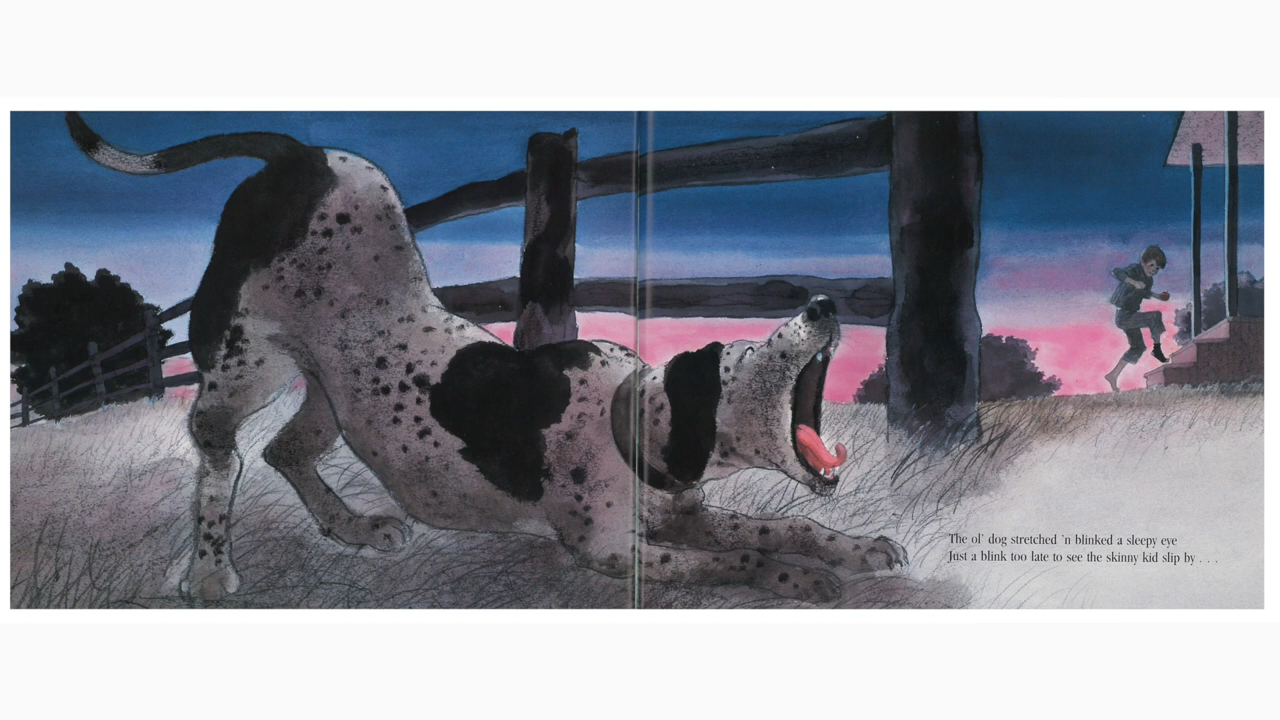 The ol' dog stretched 'n blinked a sleepy eye
Just a blink too late to see the skinny kid slip by . . .